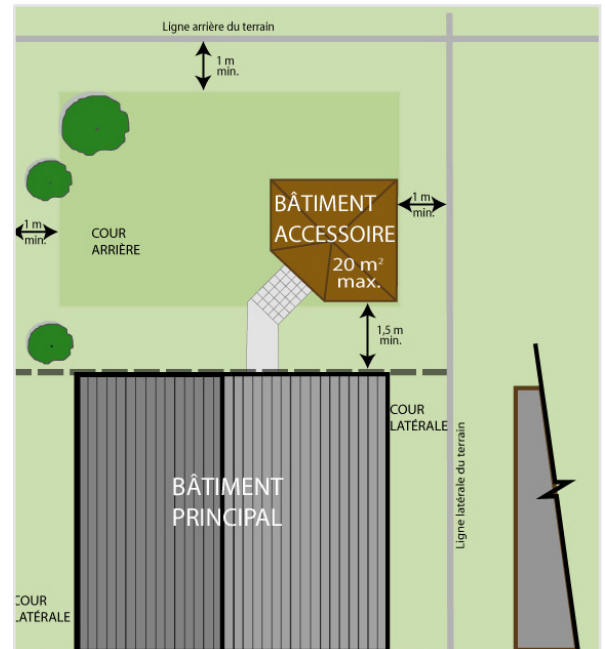 Ligne arrière du terrain
1 m
min.
BÂTIMENT
ACCESSOIRE
20 m²
max.
1 m
min.
1 m
min.
COUR
ARRIÈRE
1,5 m
min.
COUR
LATÉRALE
Ligne latérale du terrain
BÂTIMENT
PRINCIPAL
COUR
LATÉRALE